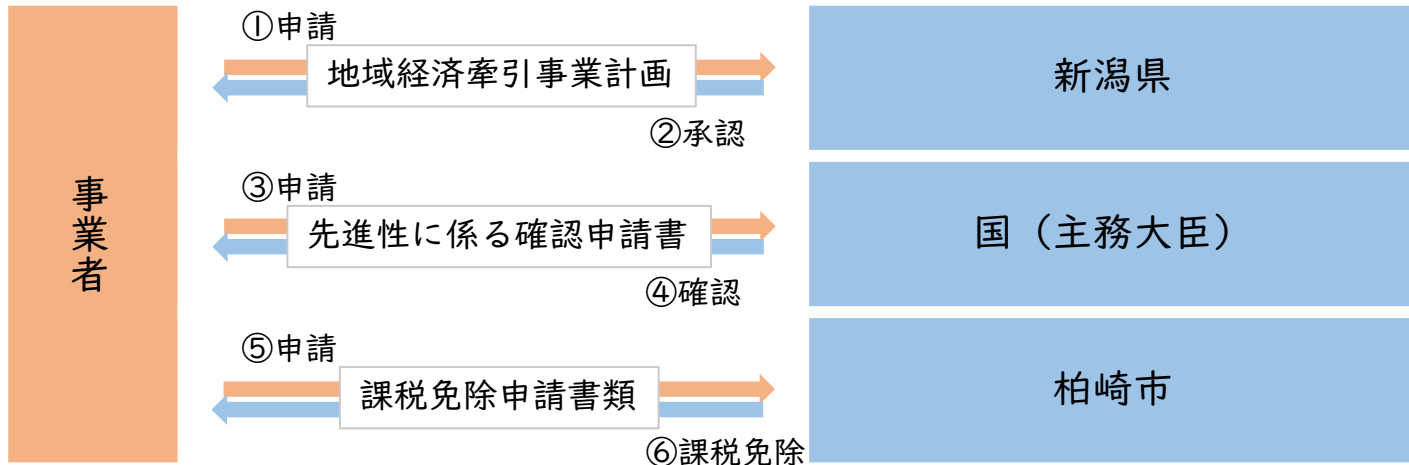 事業者
①申請
地域経済牽引事業計画
②承認
新潟県
③申請
先進性に係る確認申請書
④確認
国（主務大臣）
⑤申請
課税免除申請書類
⑥課税免除
柏崎市